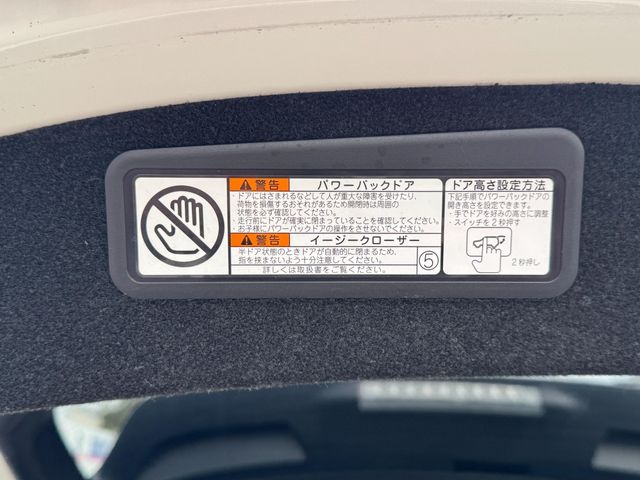 警告 パワーバックドア
・ドアにはさまれるなどして人が重大な障害を受けたり、
荷物を損傷するおそれがあるため開閉時は周囲の
状態を必ず確認してください。
・走行前にドアが確実に閉まっていることを確認してください。
・お子様にパワーバックドアの操作をさせないでください。
警告 イージークローザー
半ドア状態のときドアが自動的に閉まるため、
指を挟まないよう十分注意してください。
詳しくは取扱書をご覧ください。
⑤
ドア高さ設定方法
下記手順でパワーバックドアの
開き高さを設定できます。
・手でドアを好みの高さに調整
・スイッチを2秒押す
2秒押し